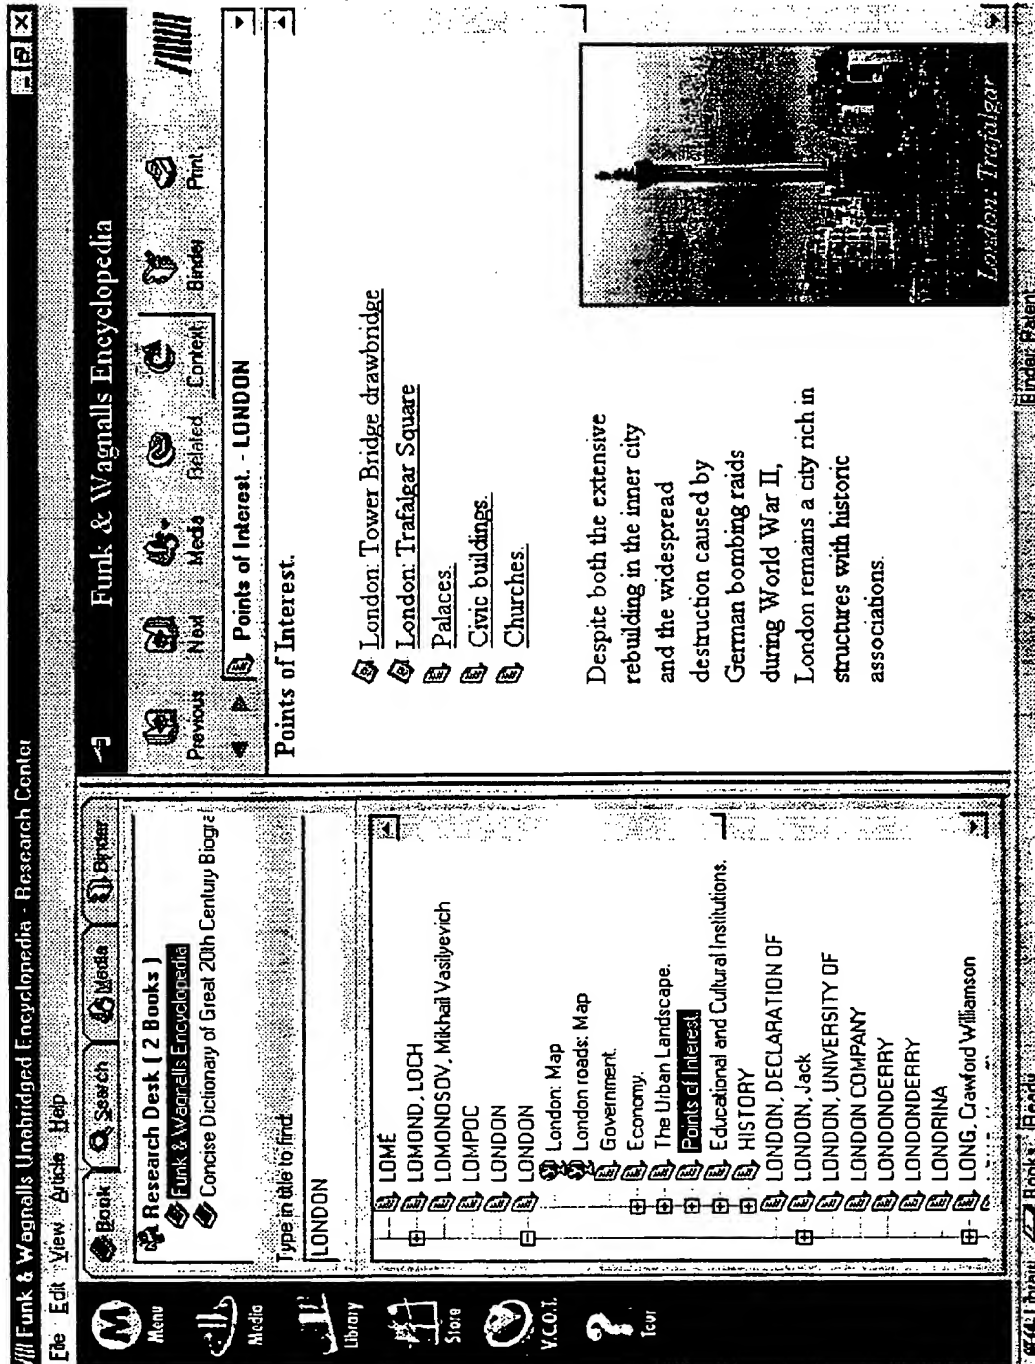 Funk & Wagnalls Unabridged Encyclopedia - Research Center
File Edit View Article Help
Menu
Media
Library
Store
Y.C.O.T.
Tour
Book Search Media Binder
Research Desk ( 2 Books )
Funk & Wagnalls Encyclopedia
Concise Dictionary of Great 20th Century Biogra
Type in title to find:
LONDON
LOMÉ
LOMOND, LOCH
LOMONOSOV, Mikhail Vasilyevich
LOMPOC
LONDON
LONDON
London: Map
London roads: Map
Government.
Economy.
The Urban Landscape.
Points of Interest.
Educational and Cultural Institutions.
HISTORY
LONDON, DECLARATION OF
LONDON, Jack
LONDON, UNIVERSITY OF
LONDON COMPANY
LONDONDERRY
LONDONDERRY
LONDRINA
LONG, Crawford Williamson
Funk & Wagnalls Encyclopedia
Previous Next Media Related Context Binder Print
Points of Interest. - LONDON
Points of Interest.
London: Tower Bridge drawbridge
London: Trafalgar Square
Palaces.
Civic buildings.
Churches.
Despite both the extensive
rebuilding in the inner city
and the widespread
destruction caused by
German bombing raids
during World War II,
London remains a city rich in
structures with historic
associations.
London: Trafalgar
Books: Ready
Binder: Patent